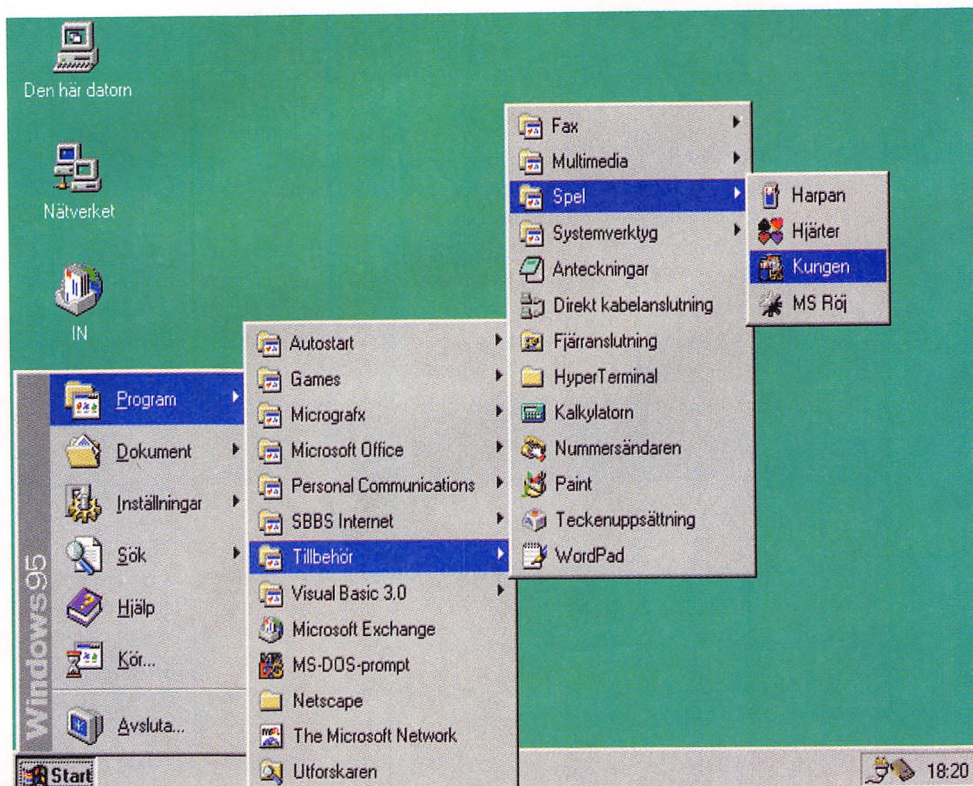 Den här datorn
Nätverket
IN
Windows95
Program
Dokument
Inställningar
Sök
Hjälp
Kör...
Avsluta...
Autostart
Games
Micrografx
Microsoft Office
Personal Communications
SBBS Internet
Tillbehör
Visual Basic 3.0
Microsoft Exchange
MS-DOS-prompt
Netscape
The Microsoft Network
Utforskaren
Fax
Multimedia
Spel
Systemverktyg
Anteckningar
Direkt kabelanslutning
Fjärranslutning
HyperTerminal
Kalkylatorn
Nummersändaren
Paint
Teckenuppsättning
WordPad
Harpan
Hjärter
Kungen
MS Röj
Start
18:20